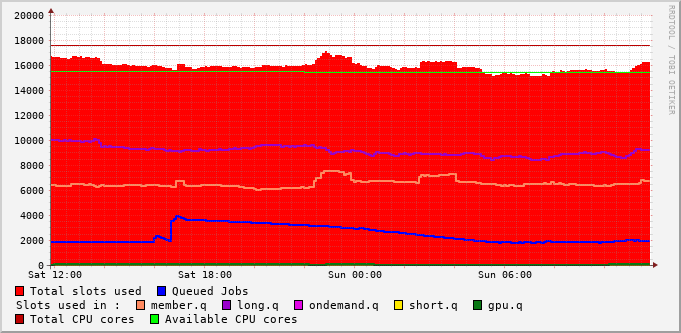 20000
18000
16000
14000
12000
10000
8000
6000
4000
2000
0
Sat 12:00 Sat 18:00 Sun 00:00 Sun 06:00
Total slots used Queued Jobs
Slots used in : member.q long.q ondemand.q short.q gpu.q
Total CPU cores Available CPU cores
RRDTOOL / TOBI OETIKER